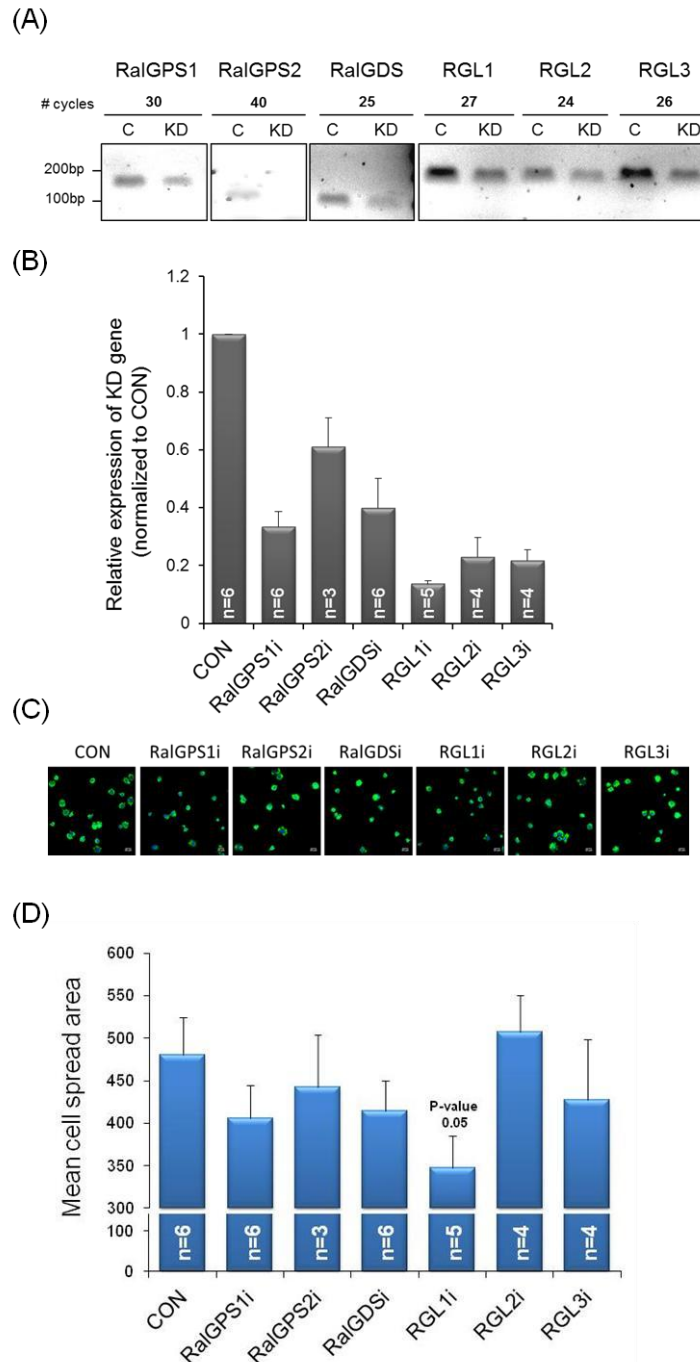 (A)
RalGPS1 RalGPS2 RalGDS RGL1 RGL2 RGL3
# cycles 30 40 25 27 24 26
C KD C KD C KD C KD C KD C KD
200bp
100bp
(B)
Relative expression of KD gene
(normalized to CON)
1.2
1
0.8
0.6
0.4
0.2
0
n=6 n=6 n=3 n=6 n=5 n=4 n=4
CON RalGPS1i RalGPS2i RalGDSi RGL1i RGL2i RGL3i
(C)
CON RalGPS1i RalGPS2i RalGDSi RGL1i RGL2i RGL3i
(D)
Mean cell spread area
600
550
500
450
400
350
300
100
0
P-value
0.05
n=6 n=6 n=3 n=6 n=5 n=4 n=4
CON RalGPS1i RalGPS2i RalGDSi RGL1i RGL2i RGL3i